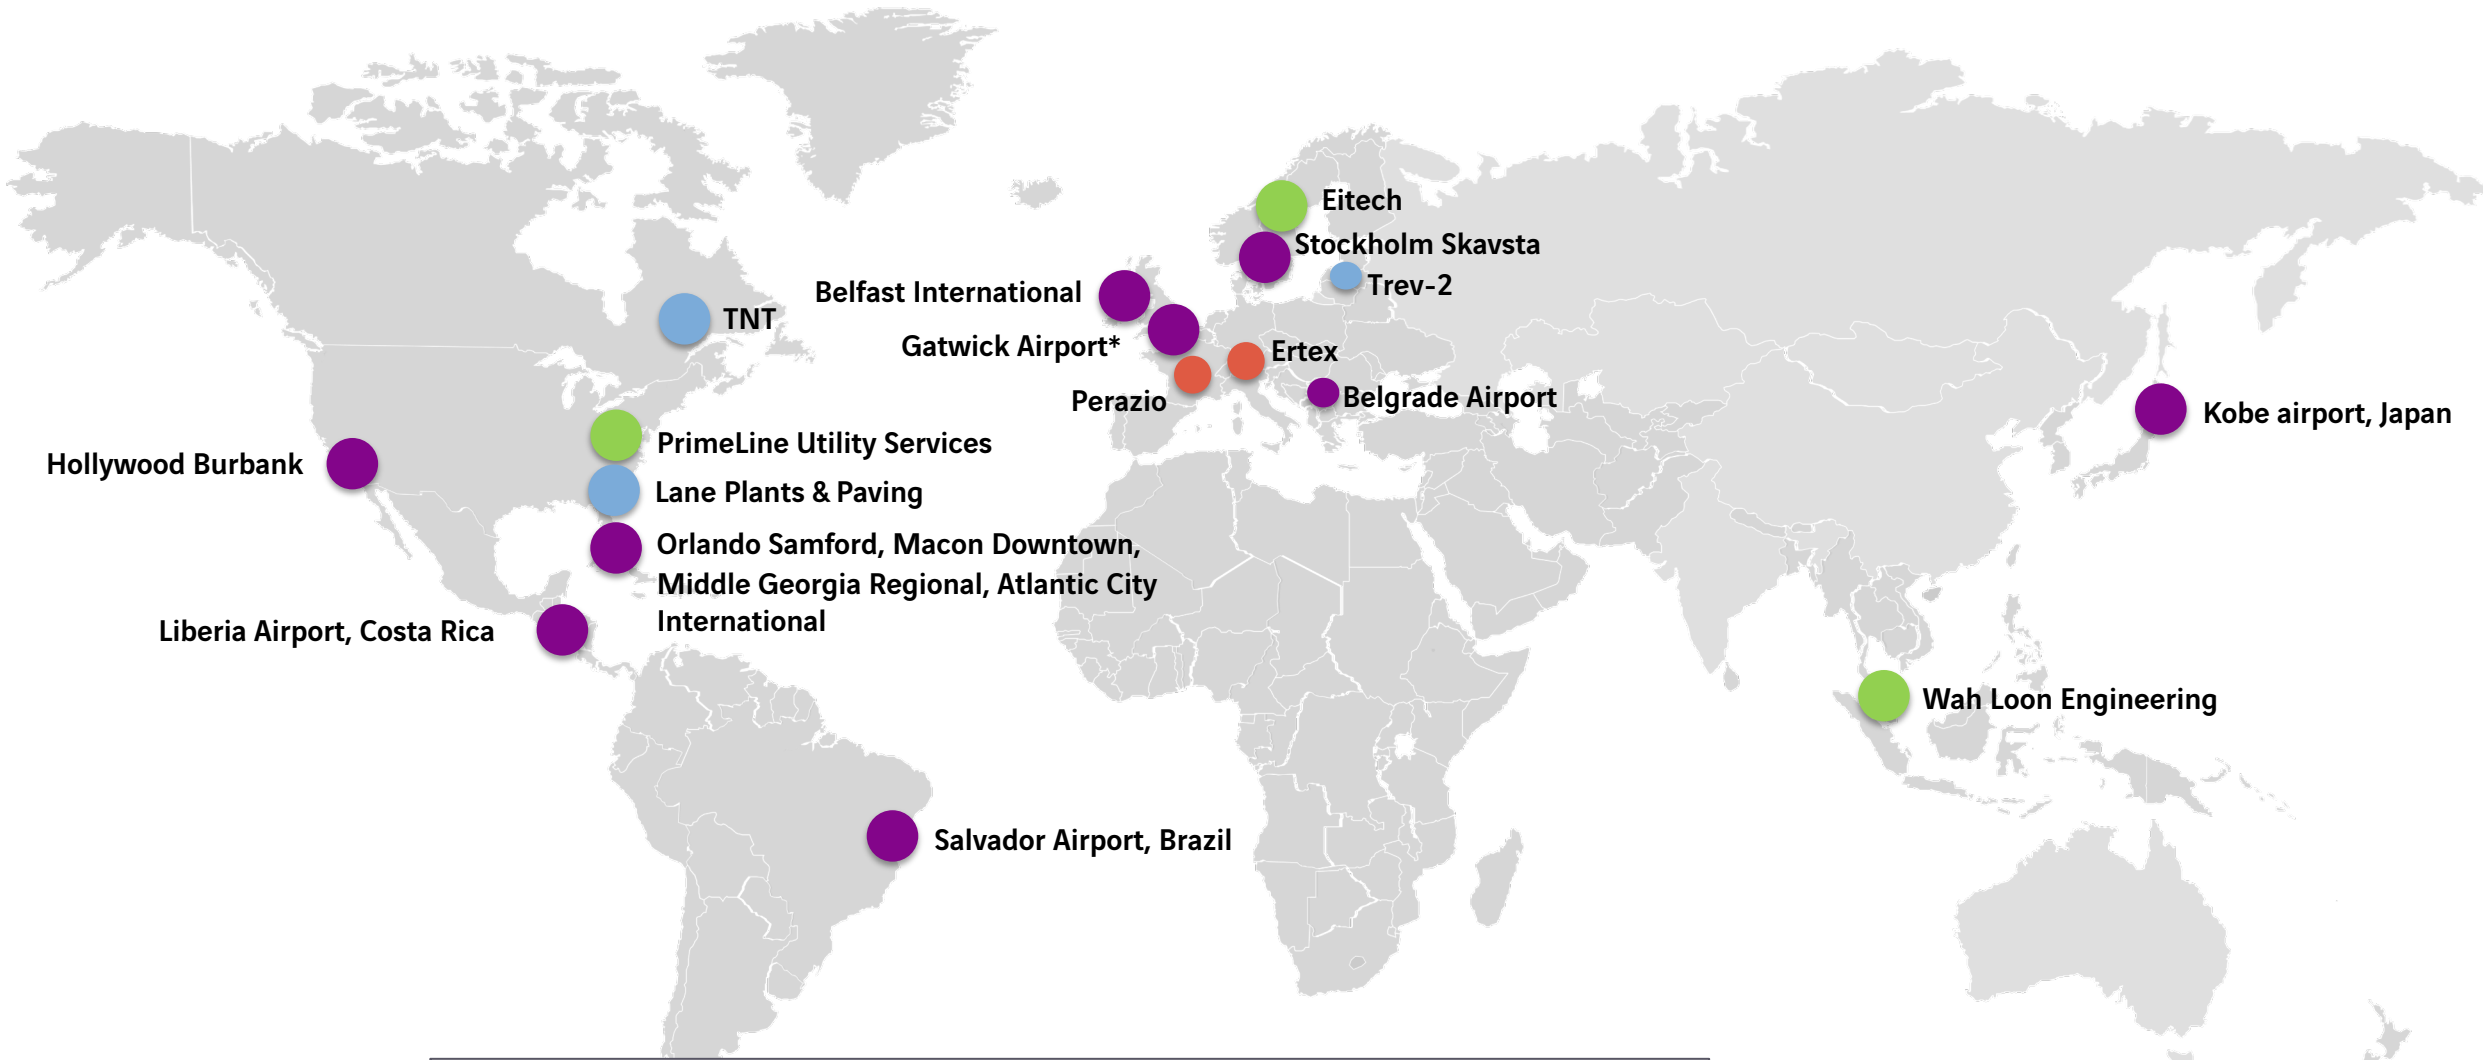 Eitech
Stockholm Skavsta
Trev-2
Belfast International
TNT
Gatwick Airport*
Ertex
Perazio
Belgrade Airport
Kobe airport, Japan
PrimeLine Utility Services
Hollywood Burbank
Lane Plants & Paving
Orlando Samford, Macon Downtown,
Middle Georgia Regional, Atlantic City
International
Liberia Airport, Costa Rica
Wah Loon Engineering
Salvador Airport, Brazil